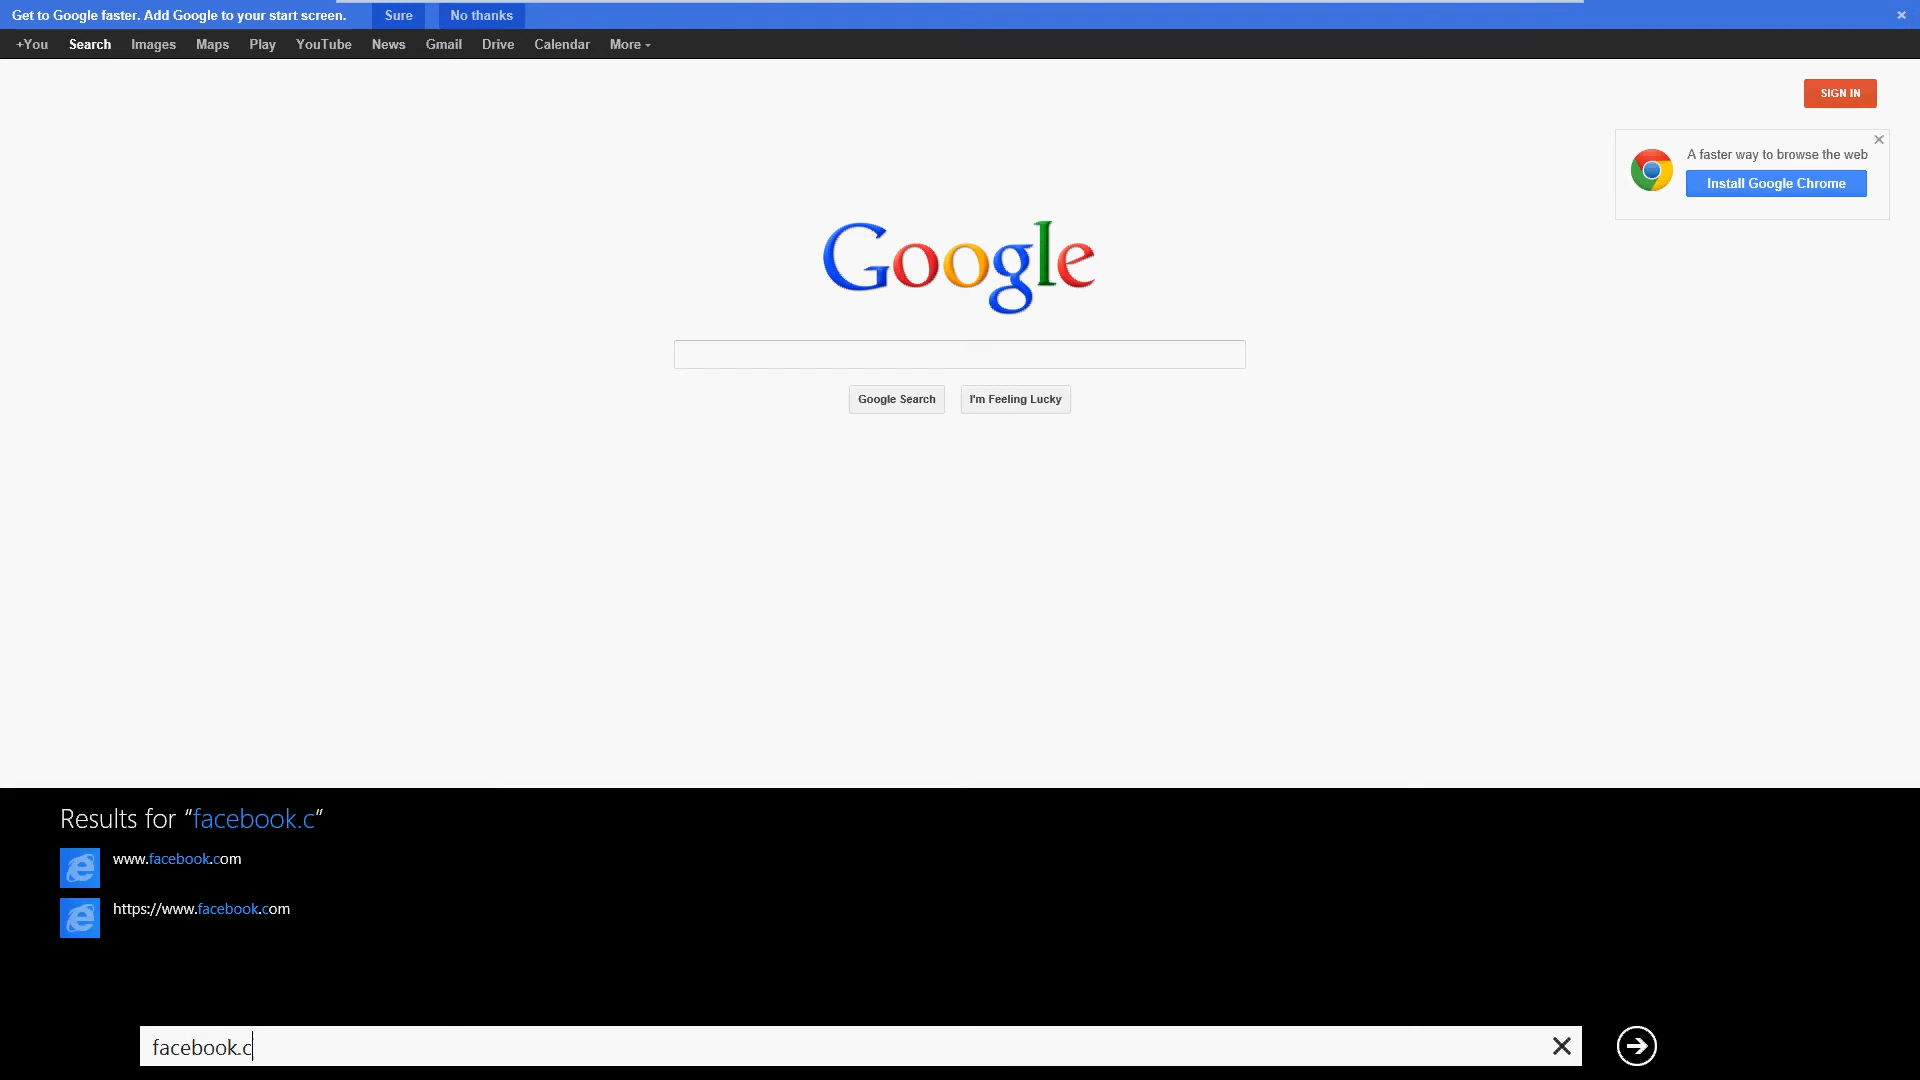 Get to Google faster. Add Google to your start screen. Sure No thanks
+You Search Images Maps Play YouTube News Gmail Drive Calendar More
SIGN IN
A faster way to browse the web
Install Google Chrome
Google
Google Search I'm Feeling Lucky
Results for “facebook.c”
www.facebook.com
https://www.facebook.com
facebook.c